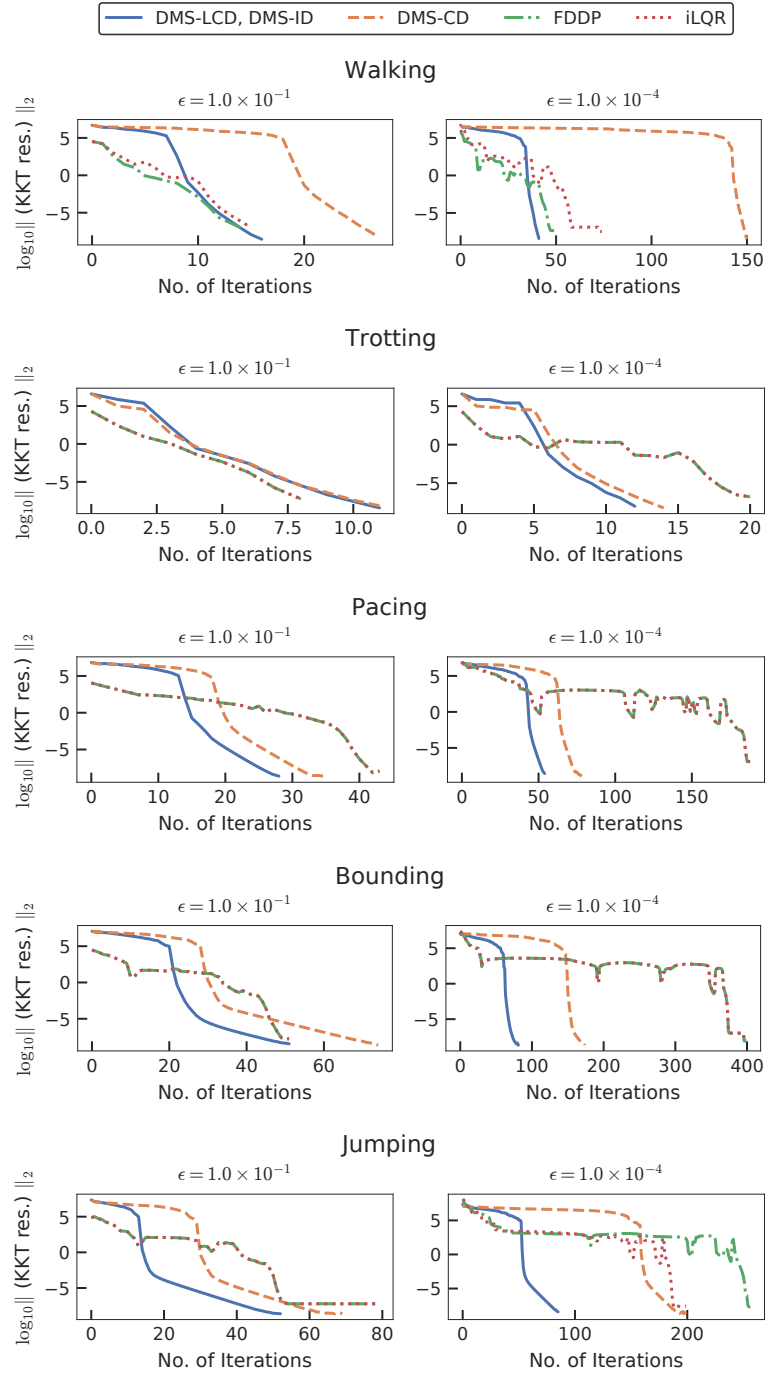 DMS-LCD, DMS-ID DMS-CD FDDP iLQR
Walking
ϵ = 1.0 × 10⁻¹ ϵ = 1.0 × 10⁻⁴
log₁₀|| (KKT res.) ||₂
5
0
−5
5
0
−5
0 10 20
0 50 100 150
No. of Iterations No. of Iterations
Trotting
ϵ = 1.0 × 10⁻¹ ϵ = 1.0 × 10⁻⁴
log₁₀|| (KKT res.) ||₂
5
0
−5
5
0
−5
0.0 2.5 5.0 7.5 10.0
0 5 10 15 20
No. of Iterations No. of Iterations
Pacing
ϵ = 1.0 × 10⁻¹ ϵ = 1.0 × 10⁻⁴
log₁₀|| (KKT res.) ||₂
5
0
−5
5
0
−5
0 10 20 30 40
0 50 100 150
No. of Iterations No. of Iterations
Bounding
ϵ = 1.0 × 10⁻¹ ϵ = 1.0 × 10⁻⁴
log₁₀|| (KKT res.) ||₂
5
0
−5
5
0
−5
0 20 40 60
0 100 200 300 400
No. of Iterations No. of Iterations
Jumping
ϵ = 1.0 × 10⁻¹ ϵ = 1.0 × 10⁻⁴
log₁₀|| (KKT res.) ||₂
5
0
−5
5
0
−5
0 20 40 60 80
0 100 200
No. of Iterations No. of Iterations